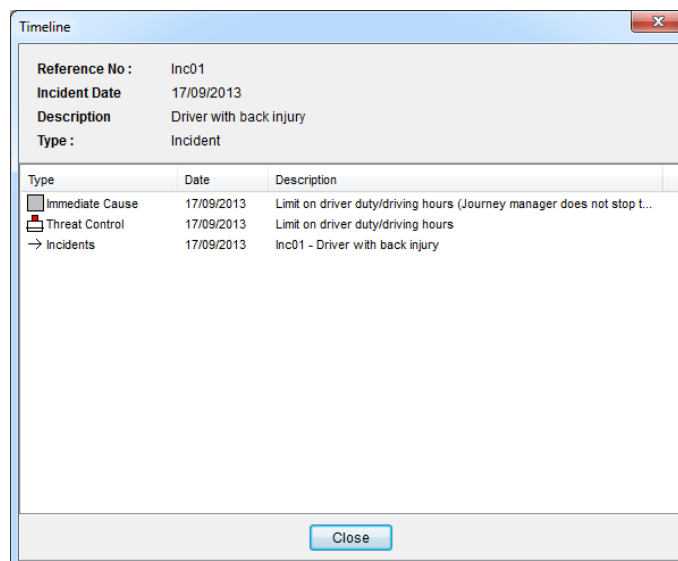 Timeline
Reference No : Inc01
Incident Date 17/09/2013
Description Driver with back injury
Type : Incident
Type Date Description
Immediate Cause 17/09/2013 Limit on driver duty/driving hours (Journey manager does not stop t...
Threat Control 17/09/2013 Limit on driver duty/driving hours
Incidents 17/09/2013 Inc01 - Driver with back injury
Close